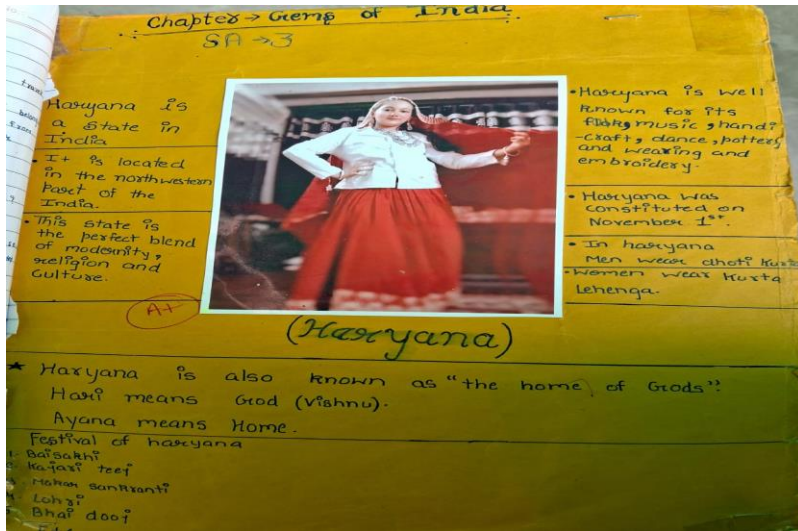 Chapter → Gems of India
SA → 3
Haryana is
a State in
India
• It is located
in the northwestern
Part of the
India.
• This state is
the perfect blend
of modernity,
religion and
Culture.
A+
• Haryana is well
known for its
folk, music, handi
-craft, dance, pottery
and wearing and
embroidery.
• Haryana was
constituted on
November 1st.
• In haryana
Men wear dhoti Kurta
• Women wear Kurta
Lehenga.
(Haryana)
* Haryana is also known as "the home of Gods".
Hari means God (Vishnu).
Ayana means Home.
Festival of haryana
Baisakhi
Kajari teej
Makar Sankranti
Lohri
Bhai dooj